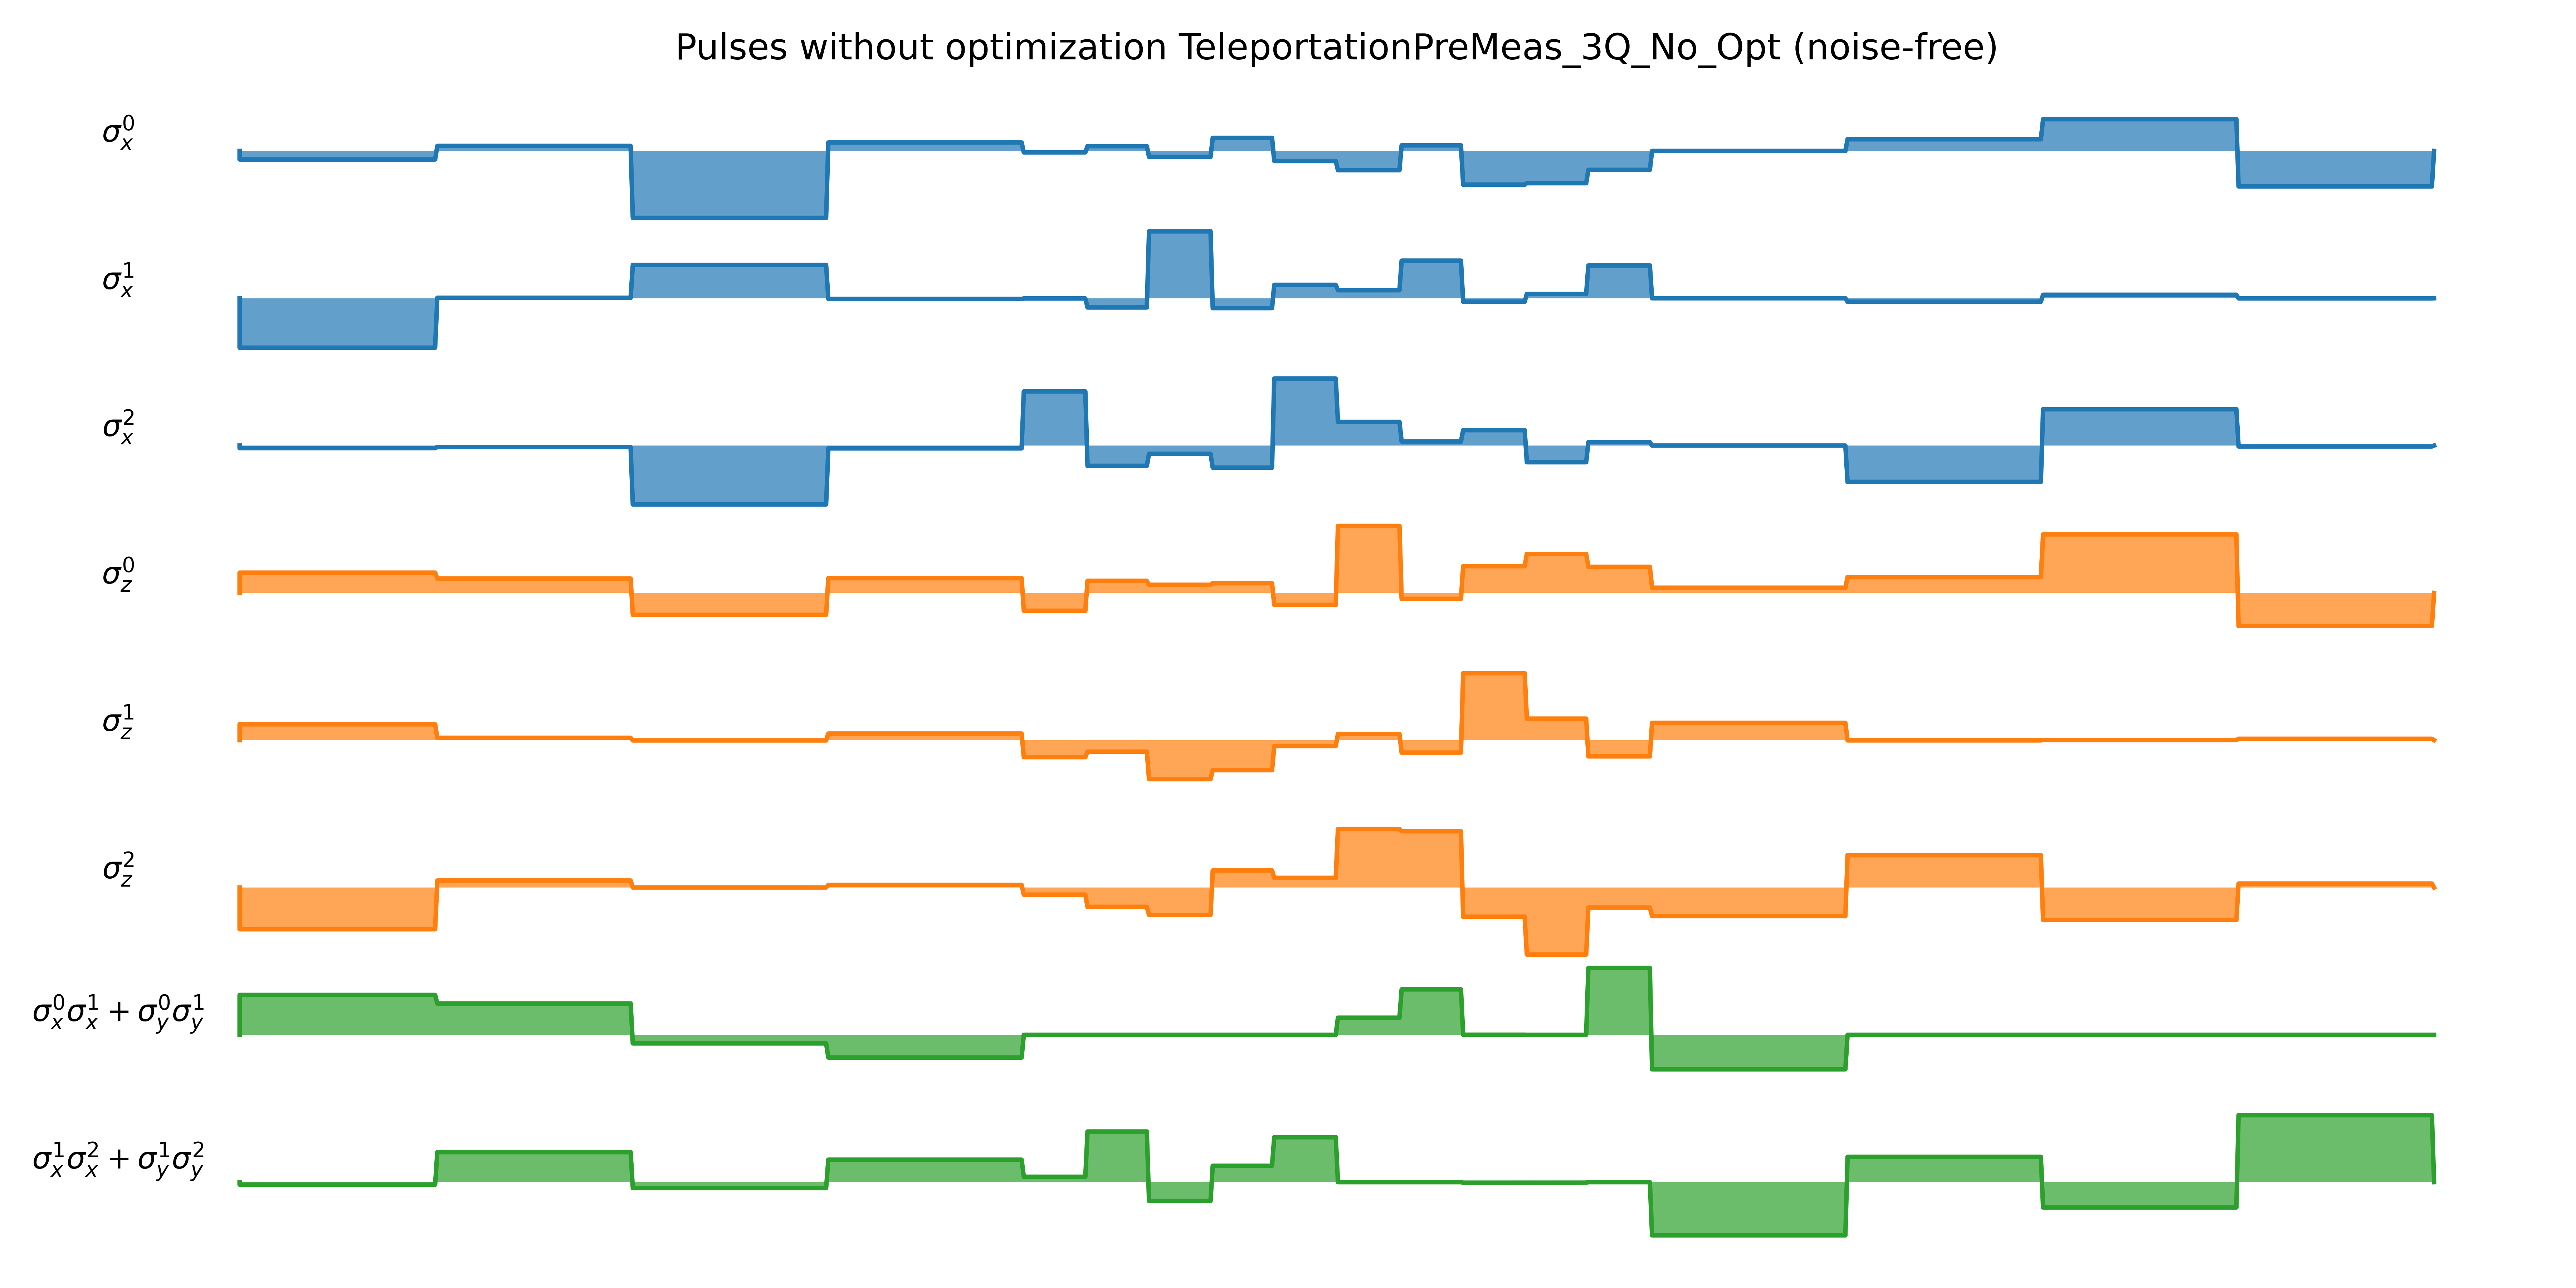 Pulses without optimization TeleportationPreMeas_3Q_No_Opt (noise-free)
σ_x^0
σ_x^1
σ_x^2
σ_z^0
σ_z^1
σ_z^2
σ_x^0σ_x^1 + σ_y^0σ_y^1
σ_x^1σ_x^2 + σ_y^1σ_y^2